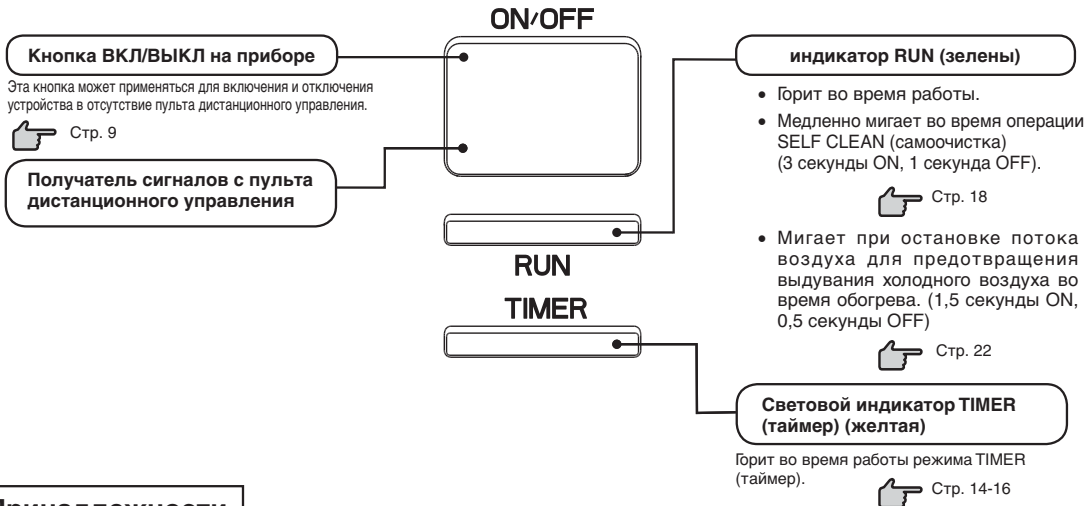 ON/OFF
Кнопка ВКЛ/ВЫКЛ на приборе
Эта кнопка может применяться для включения и отключения
устройства в отсутствие пульта дистанционного управления.
Стр. 9
Получатель сигналов с пульта
дистанционного управления
RUN
TIMER
индикатор RUN (зелены)
• Горит во время работы.
• Медленно мигает во время операции
SELF CLEAN (самоочистка)
(3 секунды ON, 1 секунда OFF).
Стр. 18
• Мигает при остановке потока
воздуха для предотвращения
выдувания холодного воздуха во
время обогрева. (1,5 секунды ON,
0,5 секунды OFF)
Стр. 22
Световой индикатор TIMER
(таймер) (желтая)
Горит во время работы режима TIMER
(таймер).
Стр. 14-16